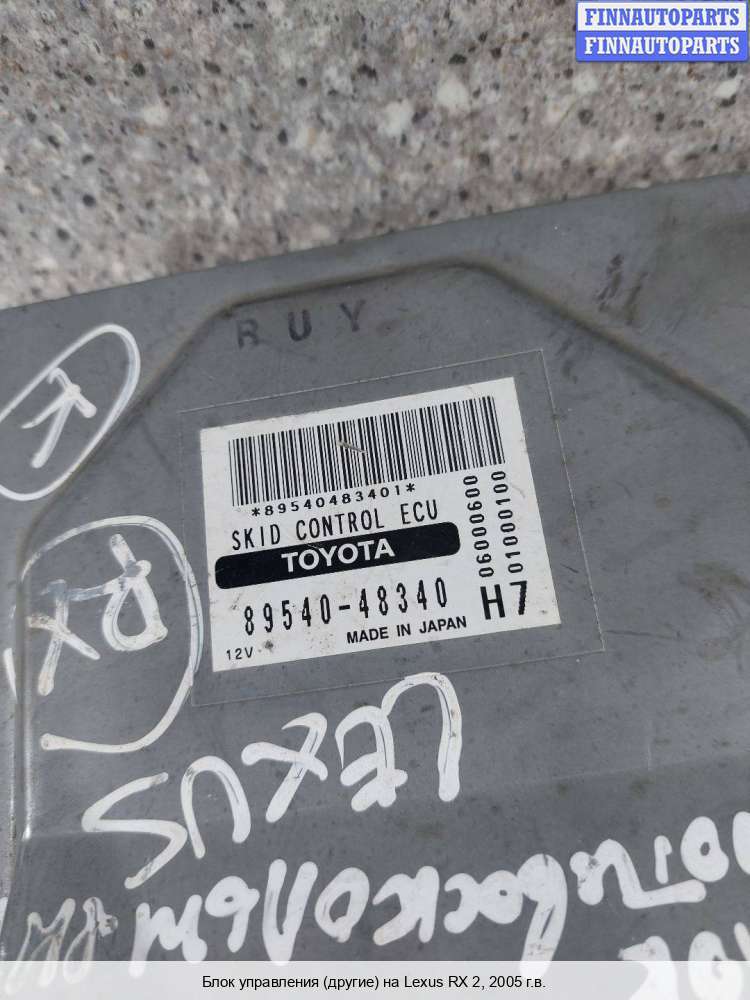 FINNAUTOPARTS
FINNAUTOPARTS
RUY
K
*89540483401*
SKID CONTROL ECU
TOYOTA
89540-48340
12V
MADE IN JAPAN
H7
06000600
01000100
RX
LEXUS
Блок управления (другие) на Lexus RX 2, 2005 г.в.